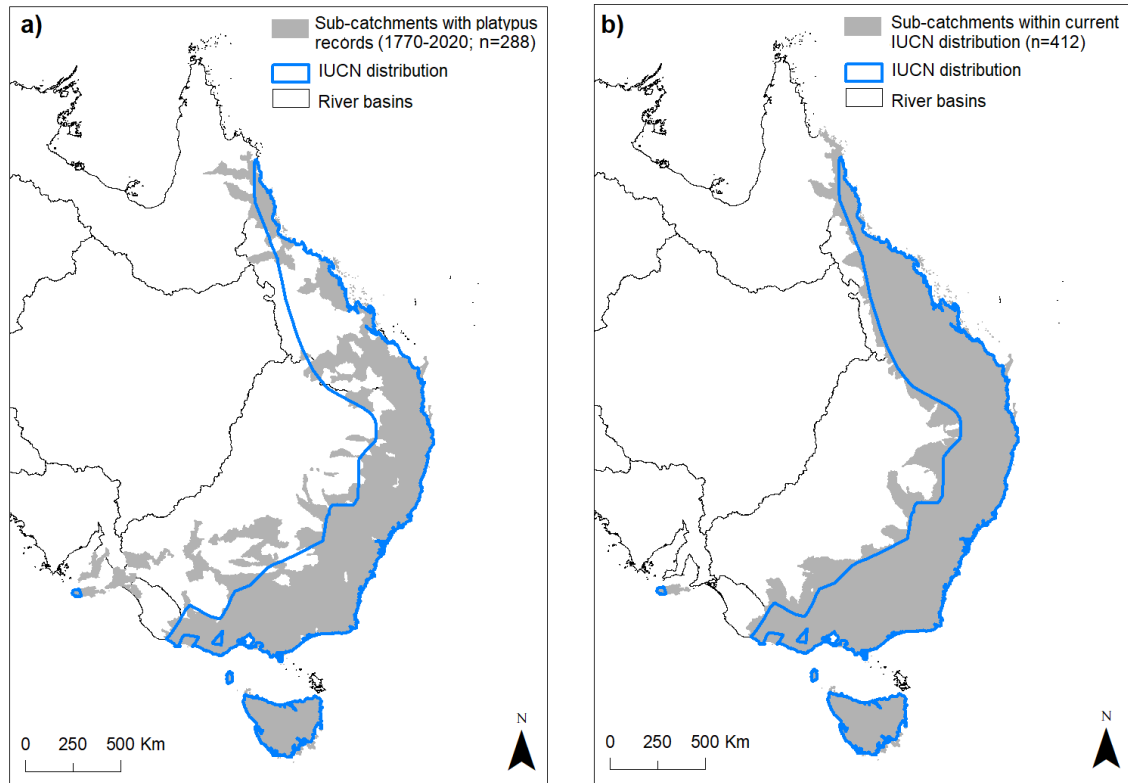 a)
Sub-catchments with platypus
records (1770-2020; n=288)
IUCN distribution
River basins
N
0 250 500 Km
b)
Sub-catchments within current
IUCN distribution (n=412)
IUCN distribution
River basins
N
0 250 500 Km